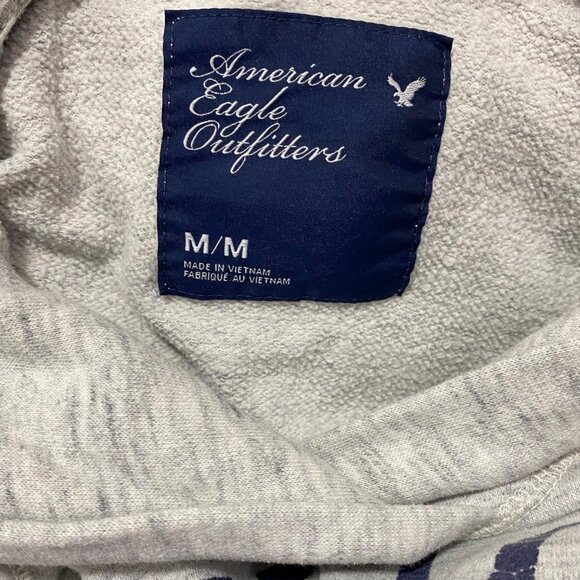 American
Eagle
Outfitters
M/M
MADE IN VIETNAM
FABRIQUÉ AU VIETNAM